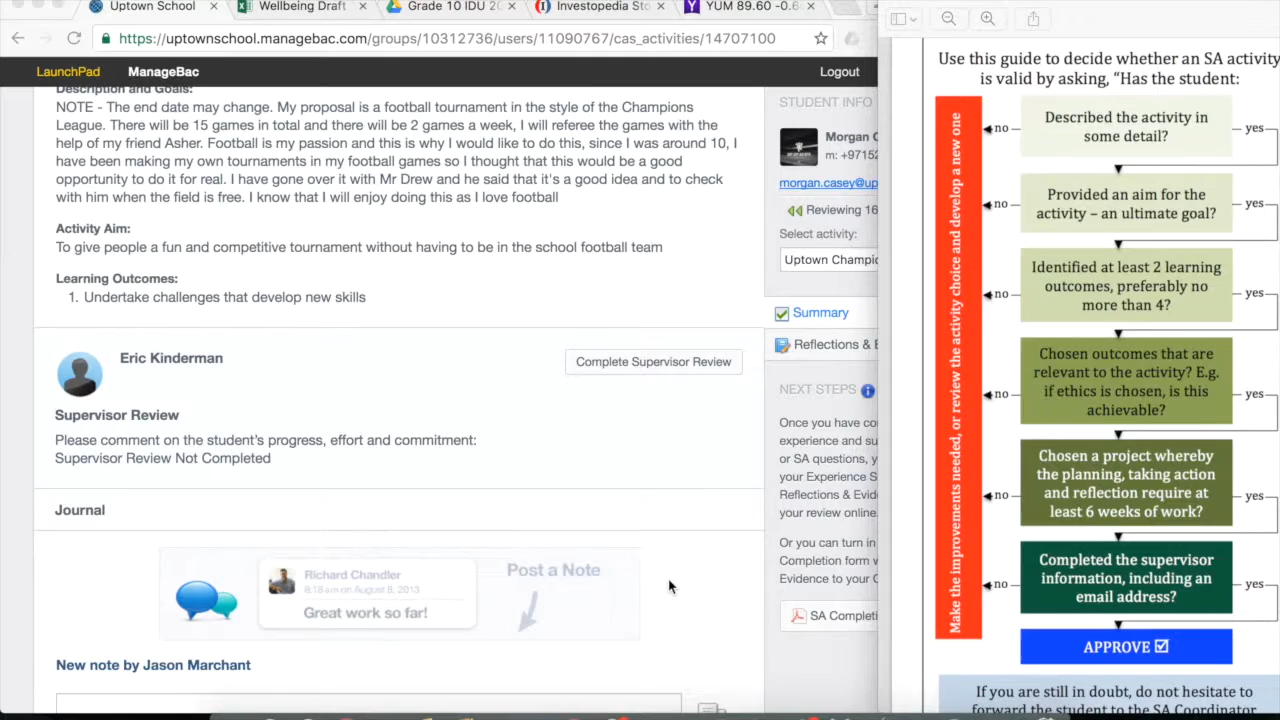 Uptown School
Wellbeing Draft
Grade 10 IDU 20
Investopedia Sto
YUM 89.60 -0.6
https://uptownschool.managebac.com/groups/10312736/users/11090767/cas_activities/14707100
LaunchPad
ManageBac
Logout
Description and Goals:
NOTE - The end date may change. My proposal is a football tournament in the style of the Champions
League. There will be 15 games in total and there will be 2 games a week, I will referee the games with the
help of my friend Asher. Football is my passion and this is why I would like to do this, since I was around 10, I
have been making my own tournaments in my football games so I thought that this would be a good
opportunity to do it for real. I have gone over it with Mr Drew and he said that it's a good idea and to check
with him when the field is free. I know that I will enjoy doing this as I love football
Activity Aim:
To give people a fun and competitive tournament without having to be in the school football team
Learning Outcomes:
1. Undertake challenges that develop new skills
Eric Kinderman
Complete Supervisor Review
Supervisor Review
Please comment on the student's progress, effort and commitment:
Supervisor Review Not Completed
Journal
Richard Chandler
8:18 am on August 8, 2013
Great work so far!
Post a Note
New note by Jason Marchant
STUDENT INFO
Morgan C
m: +97152
morgan.casey@up
Reviewing 16
Select activity:
Uptown Champic
Summary
Reflections & E
NEXT STEPS
Once you have co
experience and su
or SA questions, y
your Experience S
Reflections & Evid
your review online.
Or you can turn in
Completion form w
Evidence to your C
SA Completi
Use this guide to decide whether an SA activity
is valid by asking, "Has the student:
Make the improvements needed, or review the activity choice and develop a new one
no
Described the activity in
some detail?
yes
no
Provided an aim for the
activity – an ultimate goal?
yes
no
Identified at least 2 learning
outcomes, preferably no
more than 4?
yes
no
Chosen outcomes that are
relevant to the activity? E.g.
if ethics is chosen, is this
achievable?
yes
no
Chosen a project whereby
the planning, taking action
and reflection require at
least 6 weeks of work?
yes
no
Completed the supervisor
information, including an
email address?
yes
APPROVE ☑
If you are still in doubt, do not hesitate to
forward the student to the SA Coordinator